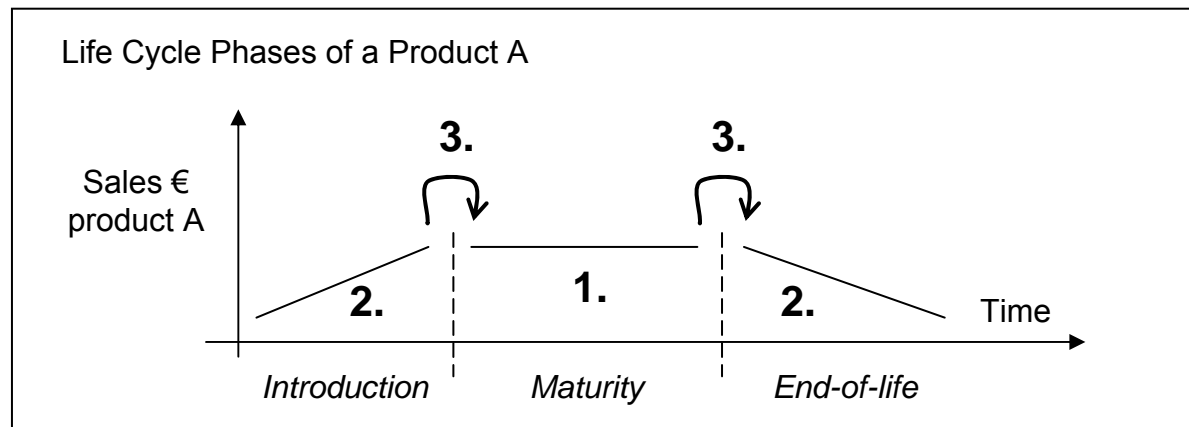 Life Cycle Phases of a Product A
3.
3.
Sales €
product A
2.
1.
2.
Time
Introduction
Maturity
End-of-life